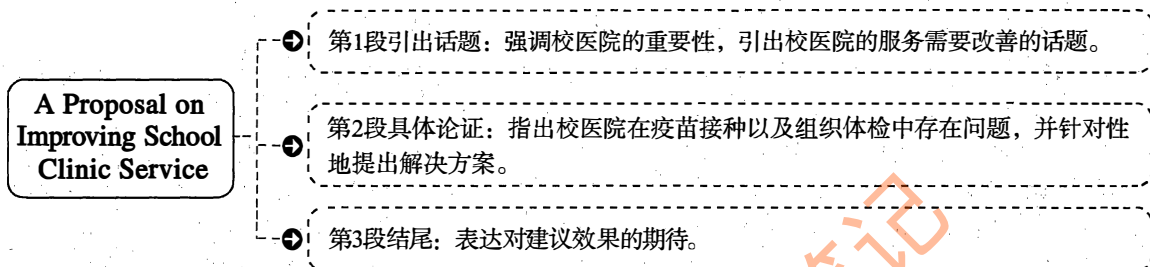 A Proposal on
Improving School
Clinic Service
第1段引出话题：强调校医院的重要性，引出校医院的服务需要改善的话题。
第2段具体论证：指出校医院在疫苗接种以及组织体检中存在问题，并针对性
地提出解决方案。
第3段结尾：表达对建议效果的期待。
笔记